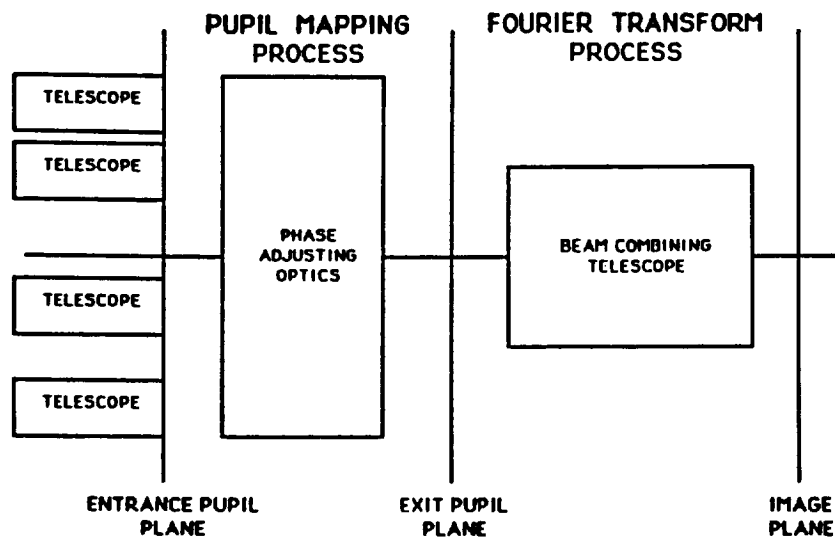 PUPIL MAPPING
PROCESS
FOURIER TRANSFORM
PROCESS
TELESCOPE
TELESCOPE
PHASE
ADJUSTING
OPTICS
BEAM COMBINING
TELESCOPE
TELESCOPE
TELESCOPE
ENTRANCE PUPIL
PLANE
EXIT PUPIL
PLANE
IMAGE
PLANE